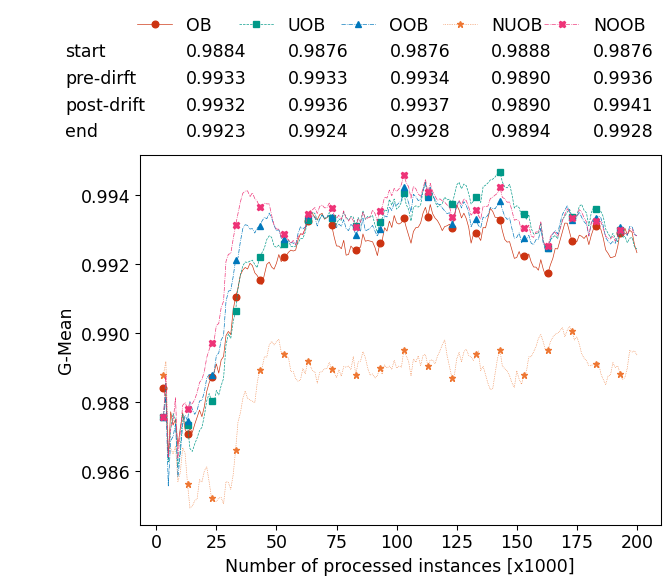 OB UOB OOB NUOB NOOB
start 0.9884 0.9876 0.9876 0.9888 0.9876
pre-dirft 0.9933 0.9933 0.9934 0.9890 0.9936
post-drift 0.9932 0.9936 0.9937 0.9890 0.9941
end 0.9923 0.9924 0.9928 0.9894 0.9928
0.994
0.992
0.990
0.988
0.986
G-Mean
0 25 50 75 100 125 150 175 200
Number of processed instances [x1000]